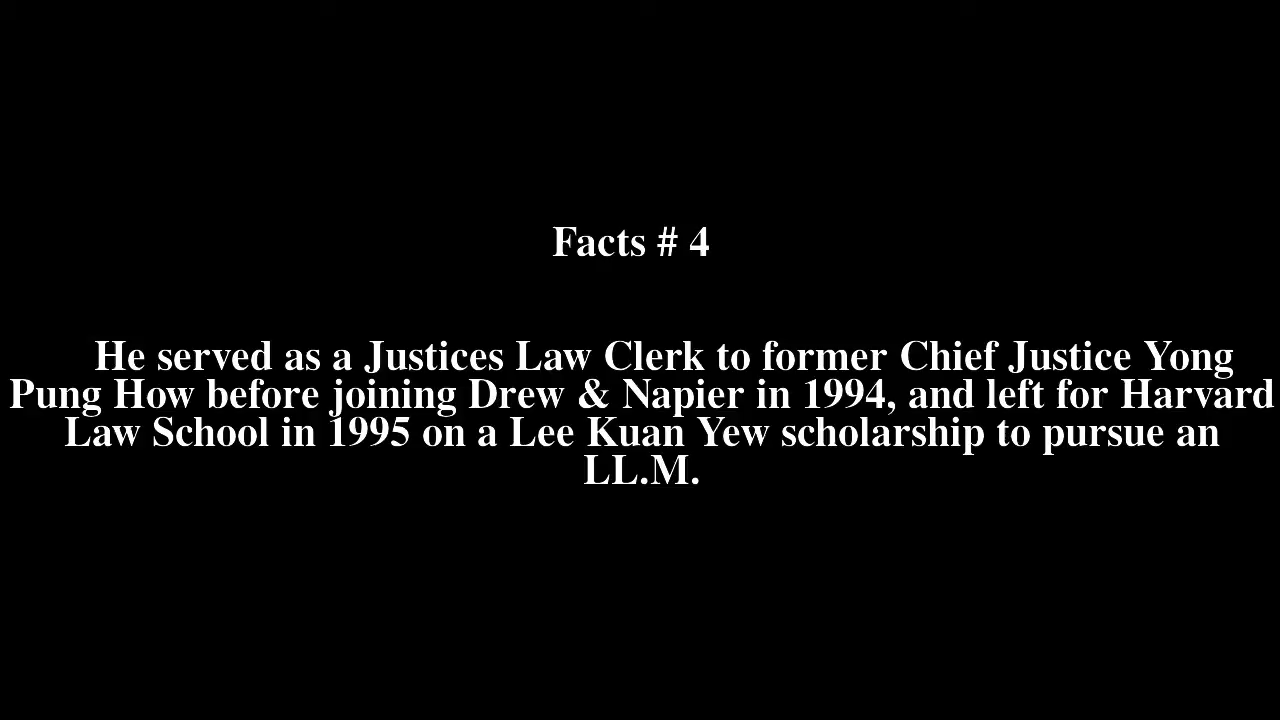 Facts # 4
He served as a Justices Law Clerk to former Chief Justice Yong
Pung How before joining Drew & Napier in 1994, and left for Harvard
Law School in 1995 on a Lee Kuan Yew scholarship to pursue an
LL.M.